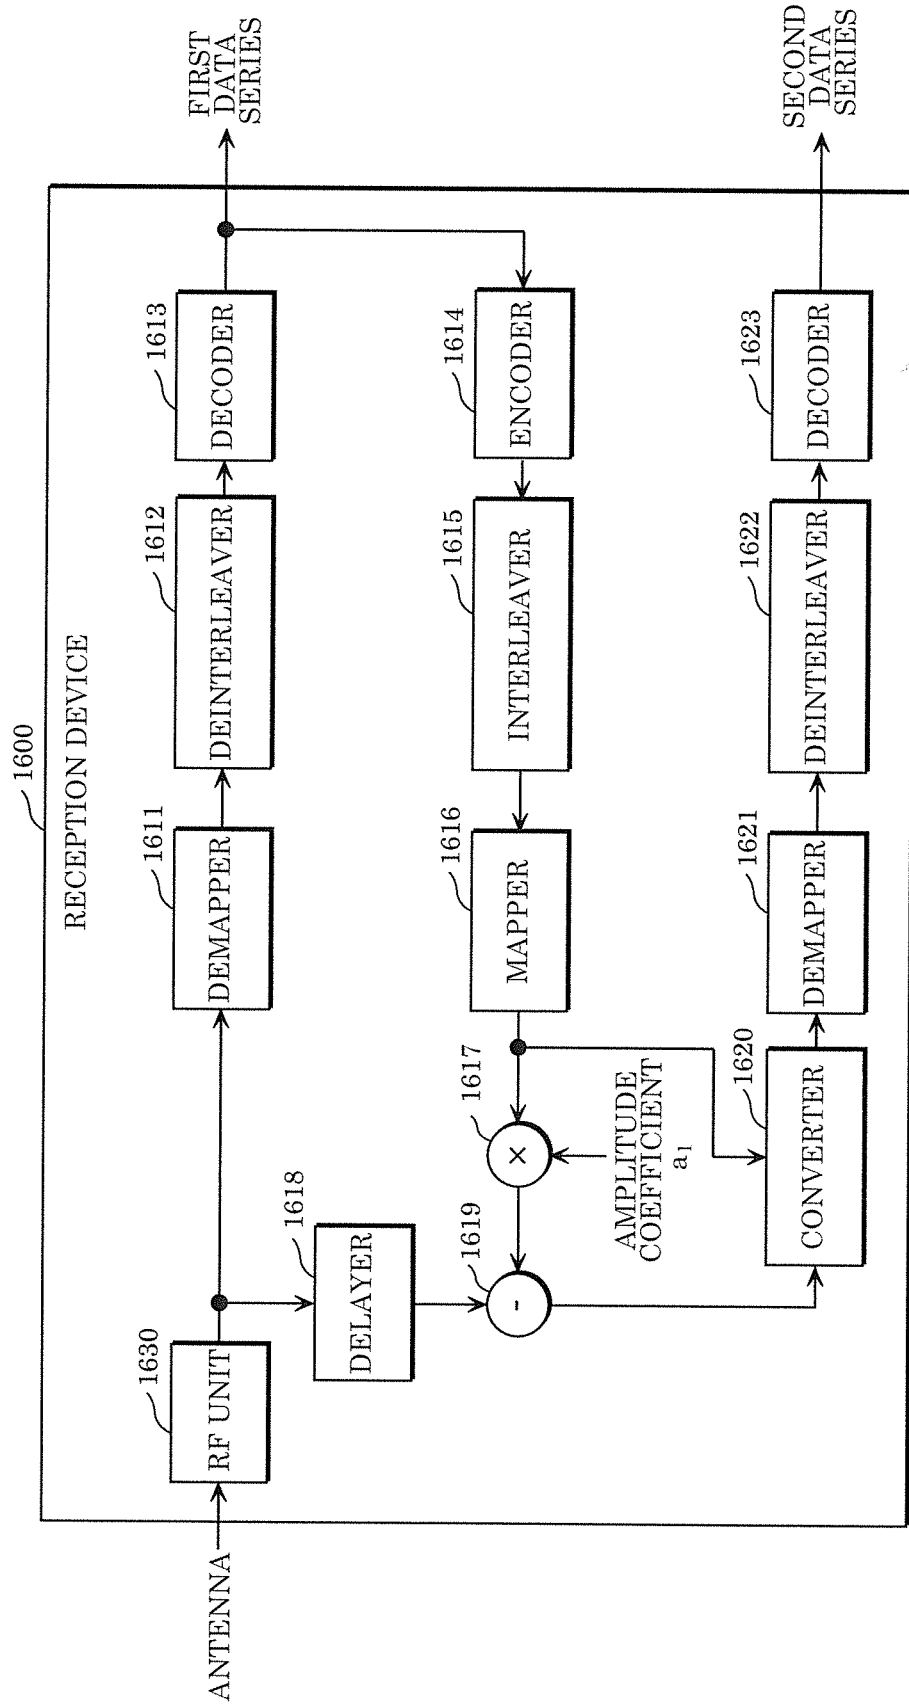 1600
RECEPTION DEVICE
ANTENNA
1630
RF UNIT
1611
DEMAPPER
1612
DEINTERLEAVER
1613
DECODER
FIRST
DATA
SERIES
1618
DELAYER
1619
-
1617
×
AMPLITUDE
COEFFICIENT
a1
1616
MAPPER
1615
INTERLEAVER
1614
ENCODER
1620
CONVERTER
1621
DEMAPPER
1622
DEINTERLEAVER
1623
DECODER
SECOND
DATA
SERIES